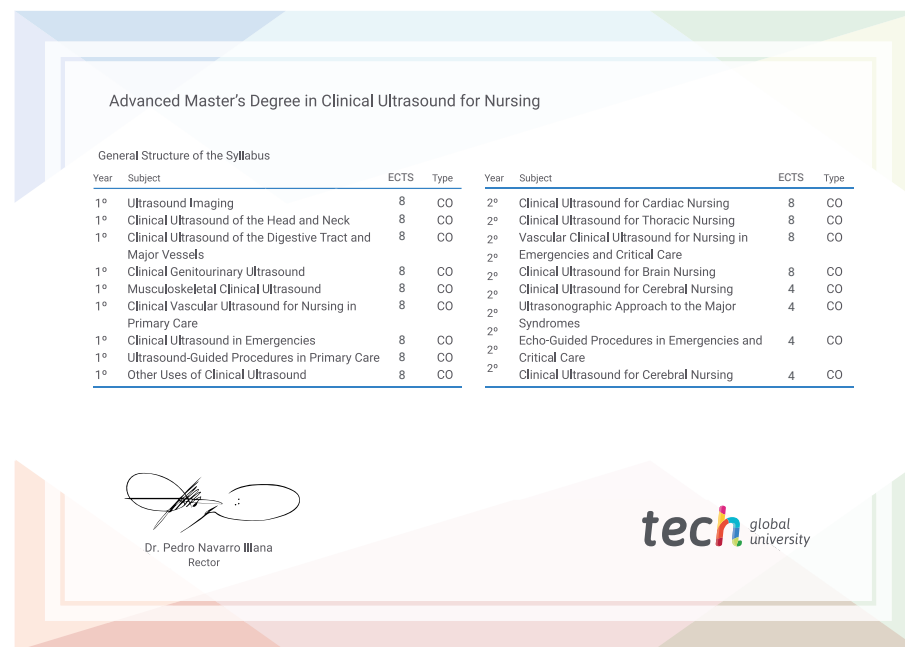 Advanced Master's Degree in Clinical Ultrasound for Nursing
General Structure of the Syllabus
Year Subject ECTS Type
1º Ultrasound Imaging 8 CO
1º Clinical Ultrasound of the Head and Neck 8 CO
1º Clinical Ultrasound of the Digestive Tract and 8 CO
Major Vessels
1º Clinical Genitourinary Ultrasound 8 CO
1º Musculoskeletal Clinical Ultrasound 8 CO
1º Clinical Vascular Ultrasound for Nursing in 8 CO
Primary Care
1º Clinical Ultrasound in Emergencies 8 CO
1º Ultrasound-Guided Procedures in Primary Care 8 CO
1º Other Uses of Clinical Ultrasound 8 CO
Year Subject ECTS Type
2º Clinical Ultrasound for Cardiac Nursing 8 CO
2º Clinical Ultrasound for Thoracic Nursing 8 CO
2º Vascular Clinical Ultrasound for Nursing in 8 CO
2º Emergencies and Critical Care
2º Clinical Ultrasound for Brain Nursing 8 CO
2º Clinical Ultrasound for Cerebral Nursing 4 CO
2º Ultrasonographic Approach to the Major 4 CO
2º Syndromes
2º Echo-Guided Procedures in Emergencies and 4 CO
2º Critical Care
Clinical Ultrasound for Cerebral Nursing 4 CO
Dr. Pedro Navarro Illana
Rector
tech global
university